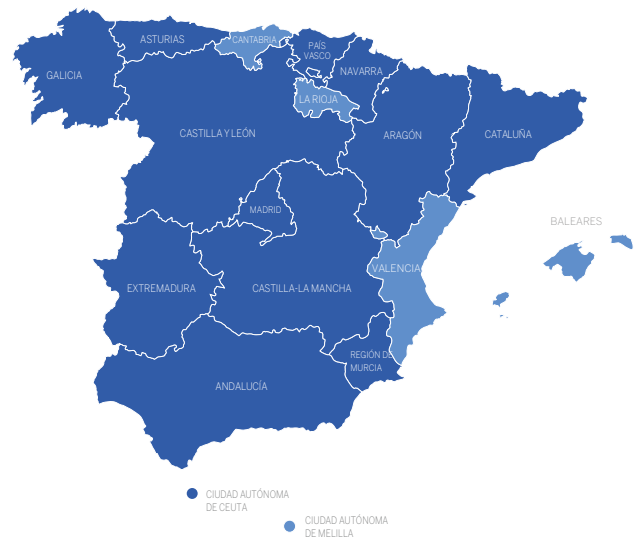 ASTURIAS
CANTABRIA
PAÍS
VASCO
GALICIA
NAVARRA
LA RIOJA
CASTILLA Y LEÓN
ARAGÓN
CATALUÑA
MADRID
BALEARES
VALENCIA
EXTREMADURA
CASTILLA-LA MANCHA
REGIÓN DE
MURCIA
ANDALUCÍA
CIUDAD AUTÓNOMA
DE CEUTA
CIUDAD AUTÓNOMA
DE MELILLA